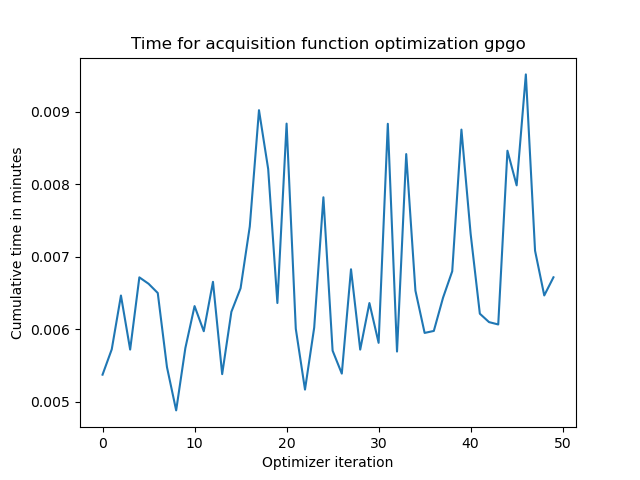 Time for acquisition function optimization gpgo
Cumulative time in minutes
0.009
0.008
0.007
0.006
0.005
0 10 20 30 40 50
Optimizer iteration